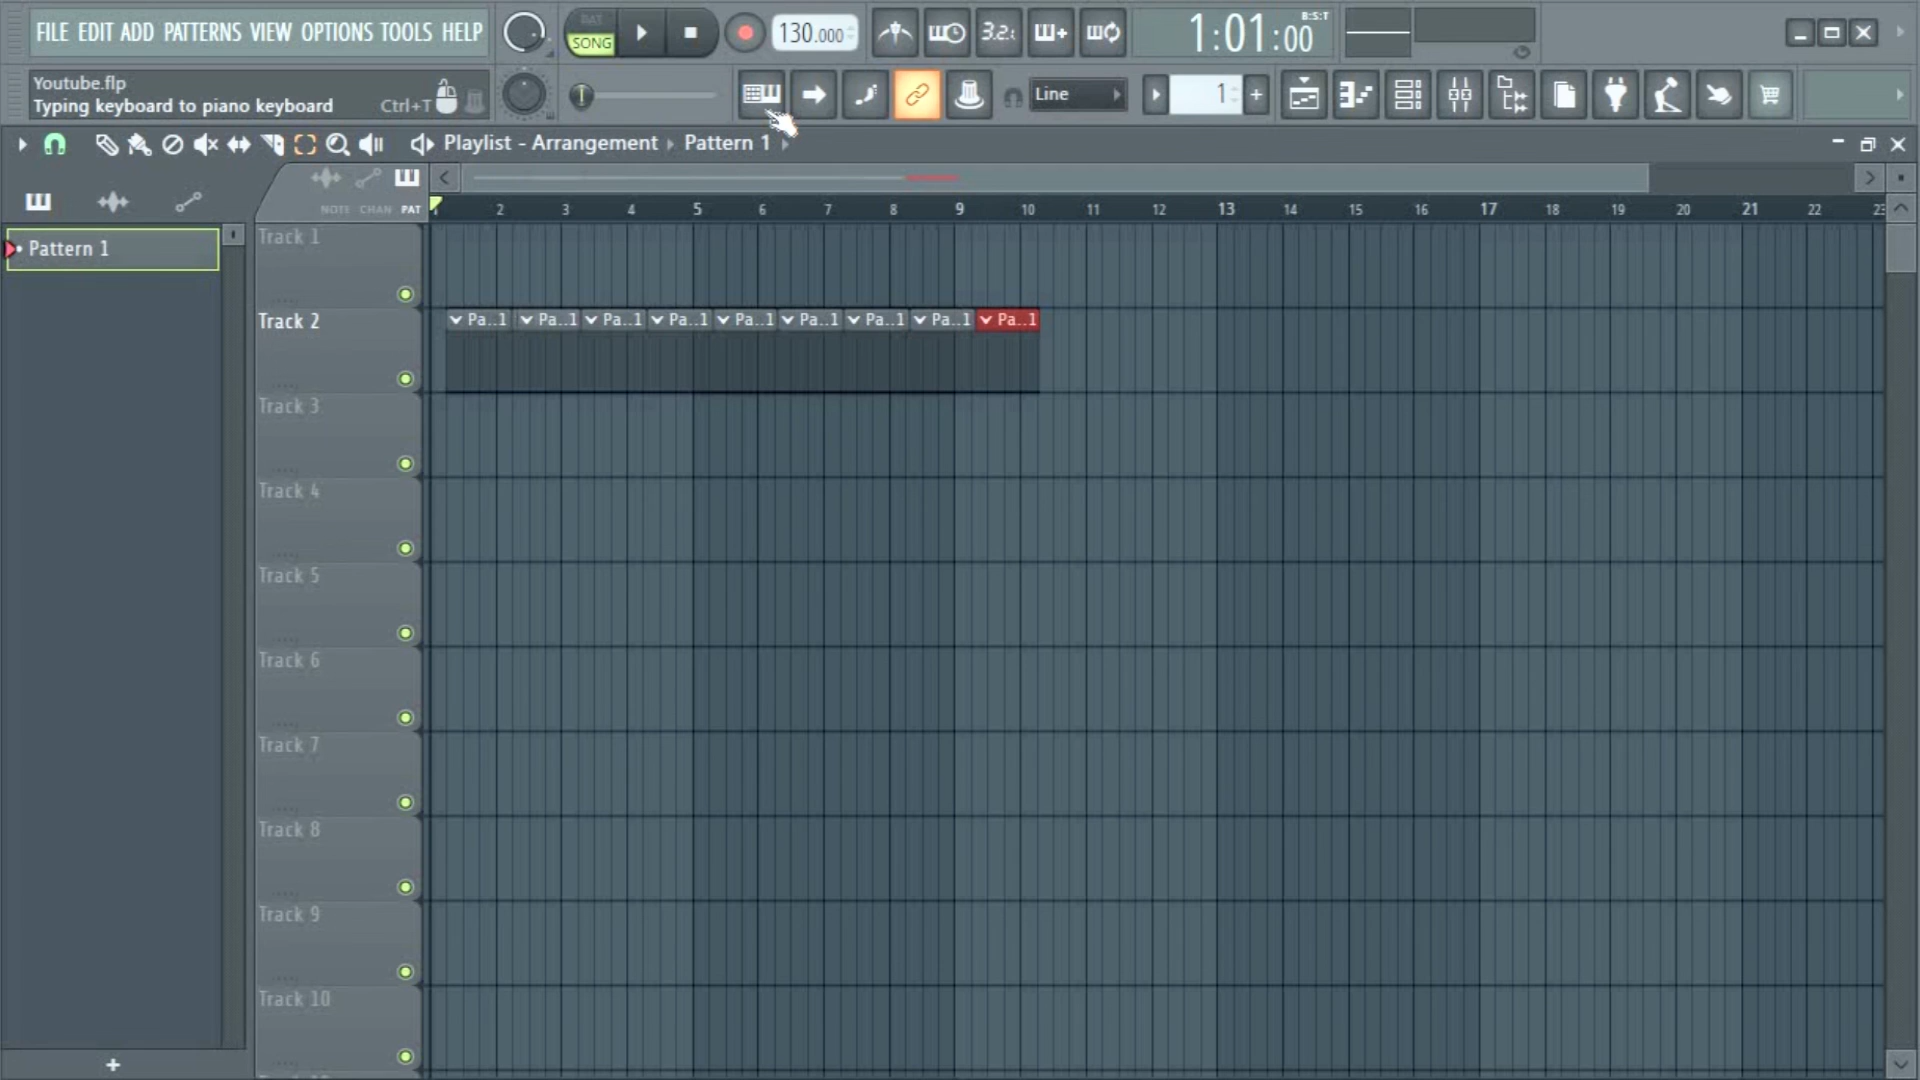 FILE EDIT ADD PATTERNS VIEW OPTIONS TOOLS HELP
PAT
SONG
130.000
3.2.
1:01:00
B:S:T
Youtube.flp
Typing keyboard to piano keyboard Ctrl+T
Line
1
+
Playlist - Arrangement Pattern 1
NOTE CHAN PAT
1 2 3 4 5 6 7 8 9 10 11 12 13 14 15 16 17 18 19 20 21 22 23
Pattern 1
Track 1
Track 2
Pa..1 Pa..1 Pa..1 Pa..1 Pa..1 Pa..1 Pa..1 Pa..1 Pa..1
Track 3
Track 4
Track 5
Track 6
Track 7
Track 8
Track 9
Track 10
+